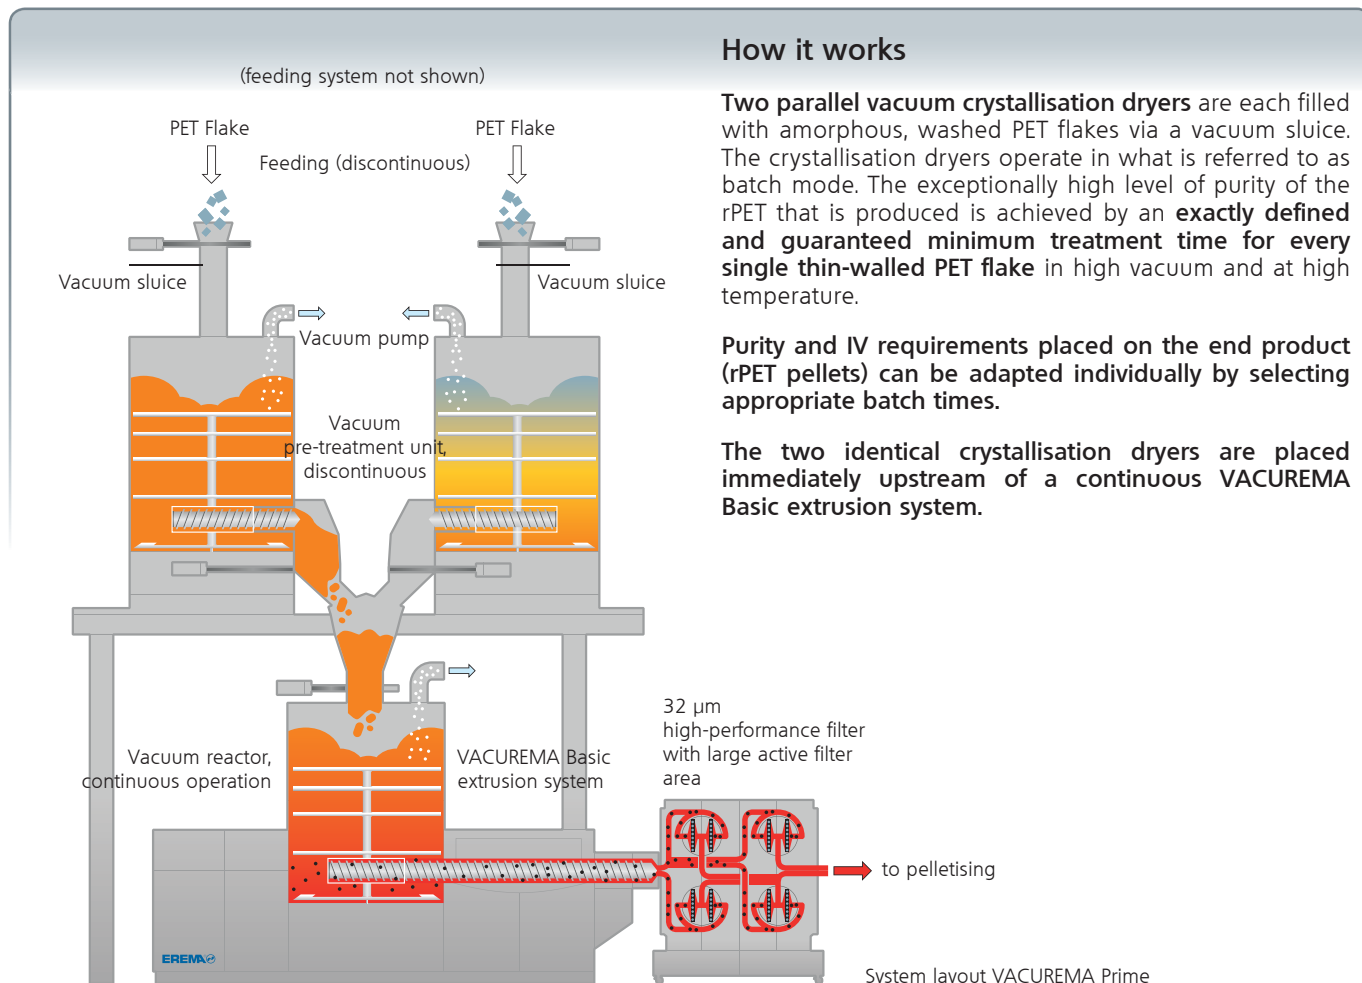 (feeding system not shown)
PET Flake
PET Flake
Feeding (discontinuous)
Vacuum sluice
Vacuum sluice
Vacuum pump
Vacuum
pre-treatment unit,
discontinuous
Vacuum reactor,
continuous operation
VACUREMA Basic
extrusion system
32 µm
high-performance filter
with large active filter
area
to pelletising
EREMA
System layout VACUREMA Prime
How it works
Two parallel vacuum crystallisation dryers are each filled
with amorphous, washed PET flakes via a vacuum sluice.
The crystallisation dryers operate in what is referred to as
batch mode. The exceptionally high level of purity of the
rPET that is produced is achieved by an exactly defined
and guaranteed minimum treatment time for every
single thin-walled PET flake in high vacuum and at high
temperature.
Purity and IV requirements placed on the end product
(rPET pellets) can be adapted individually by selecting
appropriate batch times.
The two identical crystallisation dryers are placed
immediately upstream of a continuous VACUREMA
Basic extrusion system.